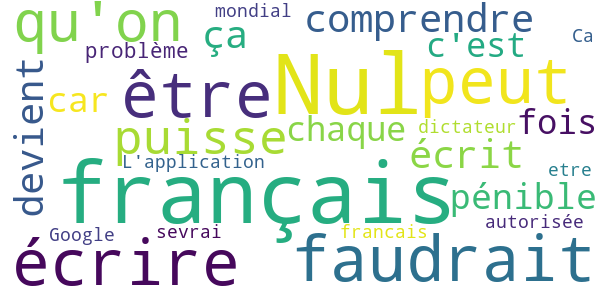 qu'on
mondial
comprendre
ça
c'est
Ca
problème
devient
car
être
Nul
peut
puisse
chaque
dictateur
fois
L'application
écrit
etre
français
pénible
autorisée
Google
sevrai
francais
écrire
faudrait